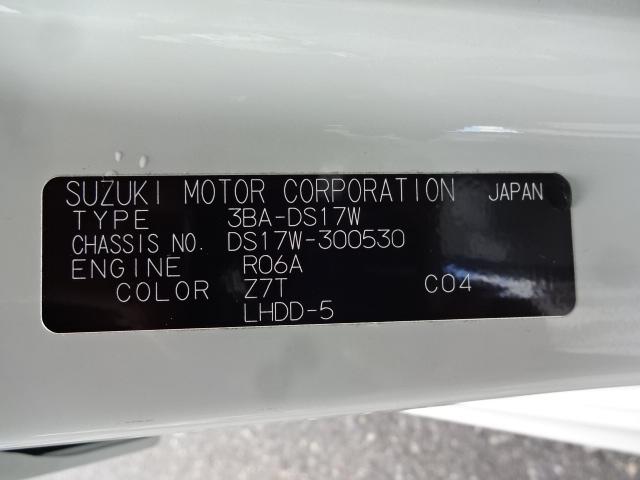 SUZUKI MOTOR CORPORATION JAPAN
TYPE 3BA-DS17W
CHASSIS NO. DS17W-300530
ENGINE R06A
COLOR Z7T C04
LHDD-5